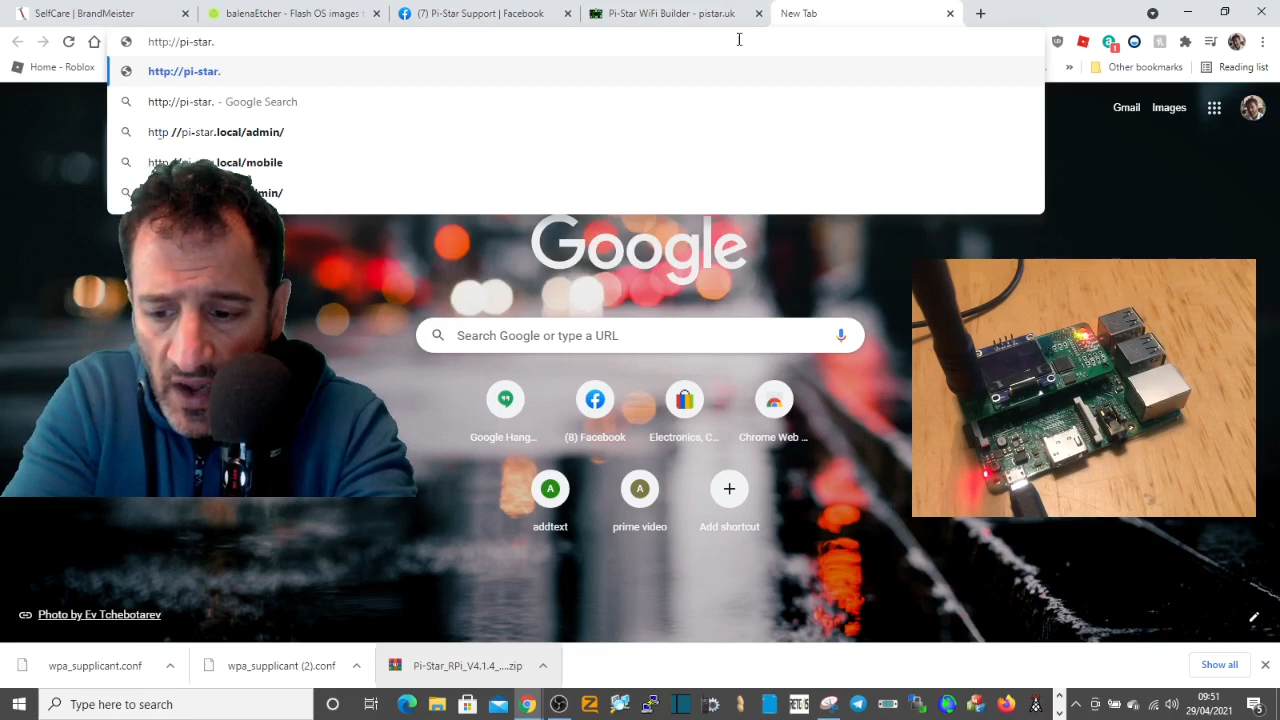 SelfCare | BrandMeister
balenaEtcher - Flash OS images t
(7) Pi-Star Support | Facebook
Pi-Star WiFi Builder - pistar.uk
New Tab
http://pi-star.
Home - Roblox
Other bookmarks
Reading list
http://pi-star.
http://pi-star. - Google Search
http //pi-star.local/admin/
.local/mobile
Gmail
Images
Google
Search Google or type a URL
Google Hang...
(8) Facebook
Electronics, C...
Chrome Web ...
addtext
prime video
Add shortcut
Photo by Ev Tchebotarev
wpa_supplicant.conf
wpa_supplicant (2).conf
Pi-Star_RPi_V4.1.4_....zip
Show all
Type here to search
09:51
29/04/2021